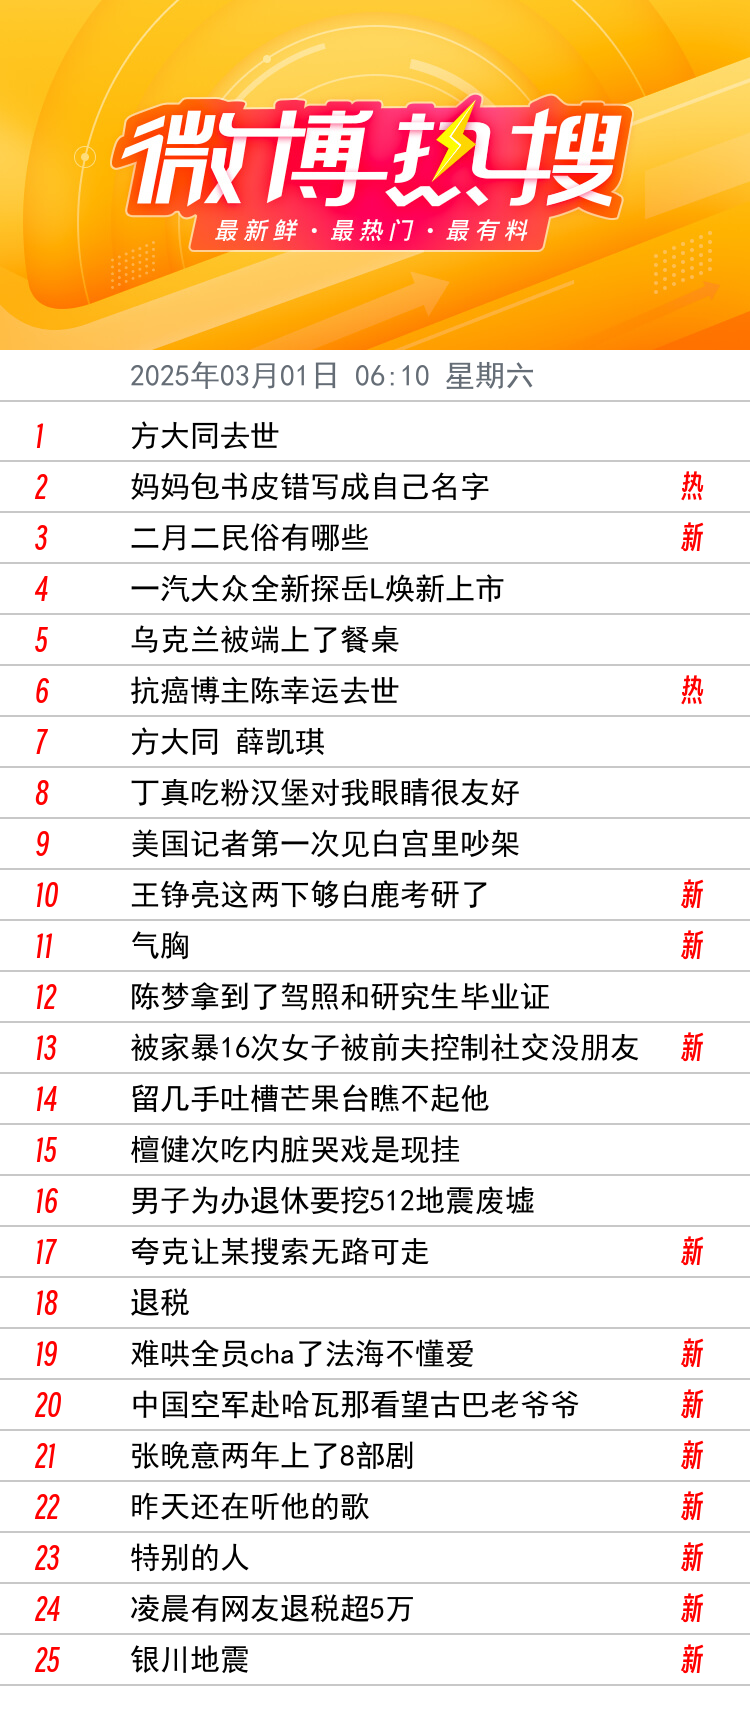 微博热搜
最新鲜·最热门·最有料
2025年03月01日 06:10 星期六
1 方大同去世
2 妈妈包书皮错写成自己名字 热
3 二月二民俗有哪些 新
4 一汽大众全新探岳L焕新上市
5 乌克兰被端上了餐桌
6 抗癌博主陈幸运去世 热
7 方大同 薛凯琪
8 丁真吃粉汉堡对我眼睛很友好
9 美国记者第一次见白宫里吵架
10 王铮亮这两下够白鹿考研了 新
11 气胸 新
12 陈梦拿到了驾照和研究生毕业证
13 被家暴16次女子被前夫控制社交没朋友 新
14 留几手吐槽芒果台瞧不起他
15 檀健次吃内脏哭戏是现挂
16 男子为办退休要挖512地震废墟
17 夸克让某搜索无路可走 新
18 退税
19 难哄全员cha了法海不懂爱 新
20 中国空军赴哈瓦那看望古巴老爷爷 新
21 张晚意两年上了8部剧 新
22 昨天还在听他的歌 新
23 特别的人 新
24 凌晨有网友退税超5万 新
25 银川地震 新